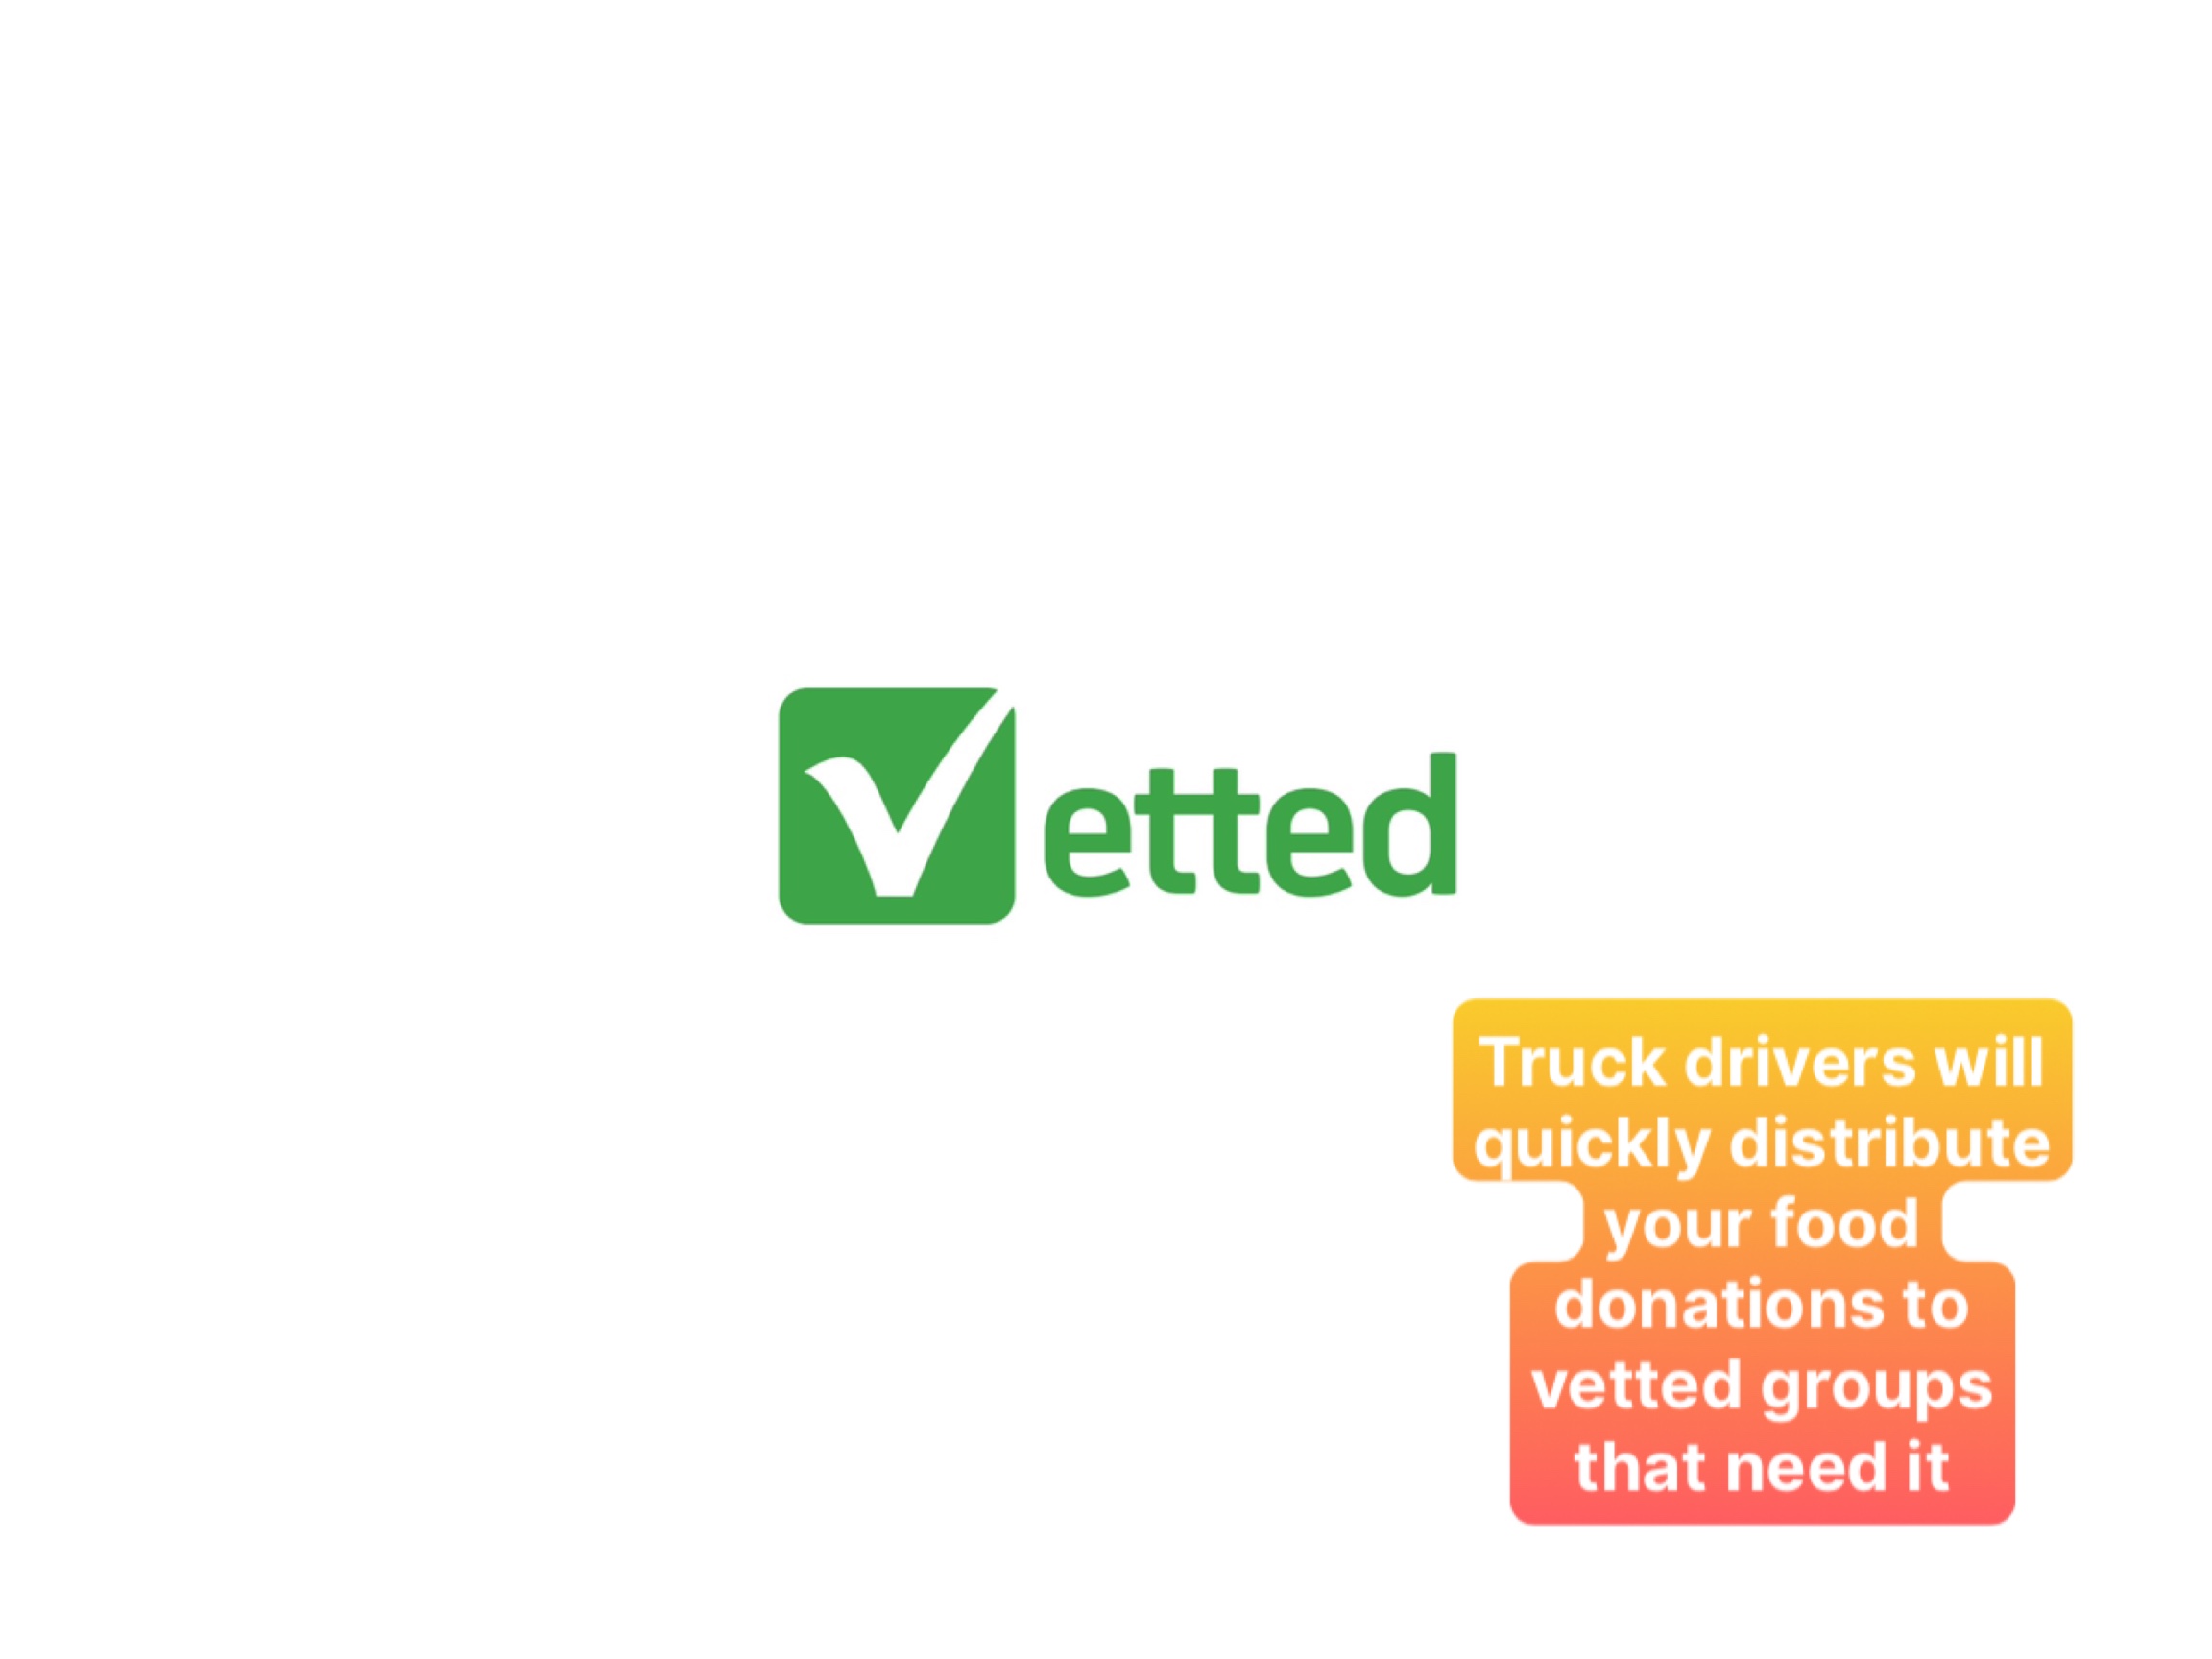 Vetted
Truck drivers will
quickly distribute
your food
donations to
vetted groups
that need it